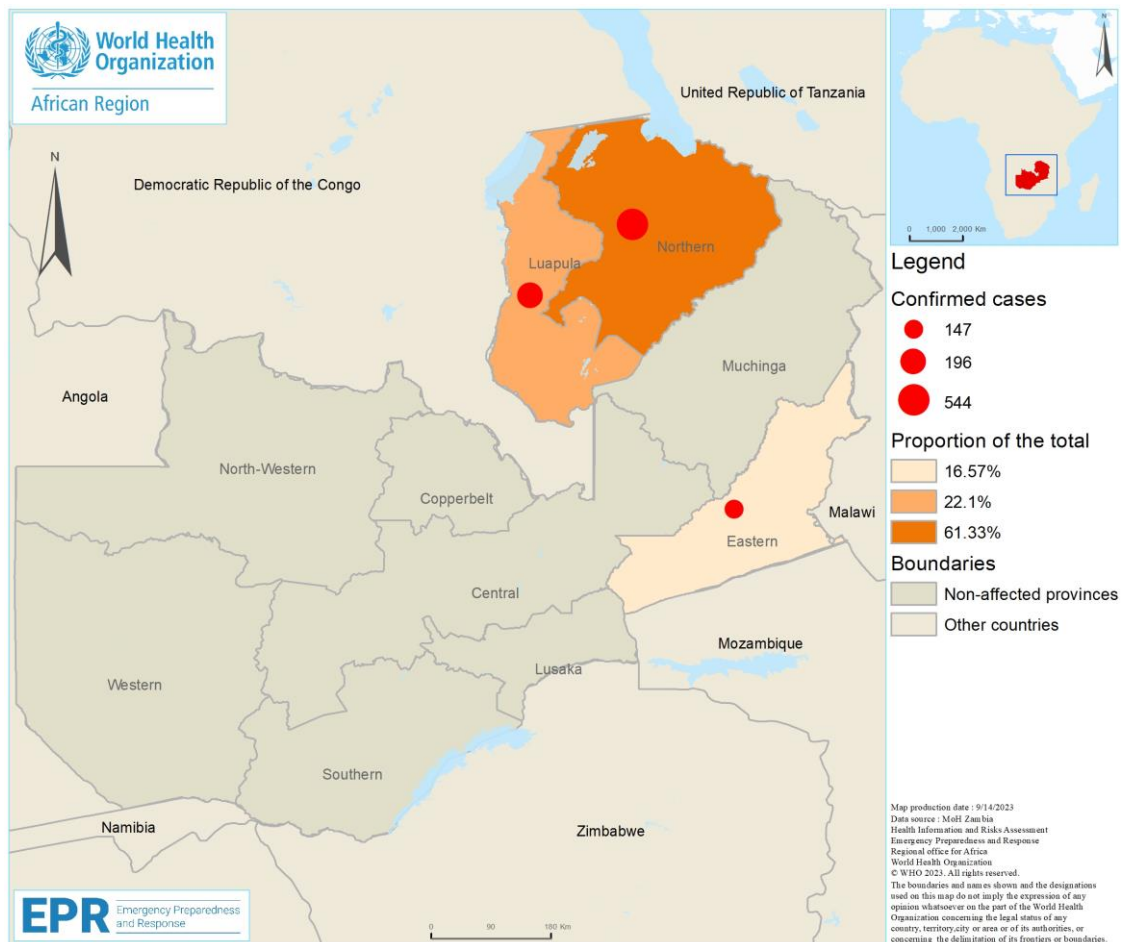 World Health
Organization
African Region
N
United Republic of Tanzania
Democratic Republic of the Congo
Northern
Luapula
Muchinga
Angola
North-Western
Copperbelt
Malawi
Eastern
Central
Mozambique
Lusaka
Western
Southern
Namibia
Zimbabwe
EPR Emergency Preparedness
and Response
0 90 180 Km
N
0 1,000 2,000 Km
Legend
Confirmed cases
147
196
544
Proportion of the total
16.57%
22.1%
61.33%
Boundaries
Non-affected provinces
Other countries
Map production date : 9/14/2023
Data source : MoH Zambia
Health Information and Risks Assessment
Emergency Preparedness and Response
Regional office for Africa
World Health Organization
© WHO 2023. All rights reserved.
The boundaries and names shown and the designations
used on this map do not imply the expression of any
opinion whatsoever on the part of the World Health
Organization concerning the legal status of any
country, territory,city or area or of its authorities, or
concerning the delimitation of its frontiers or boundaries.